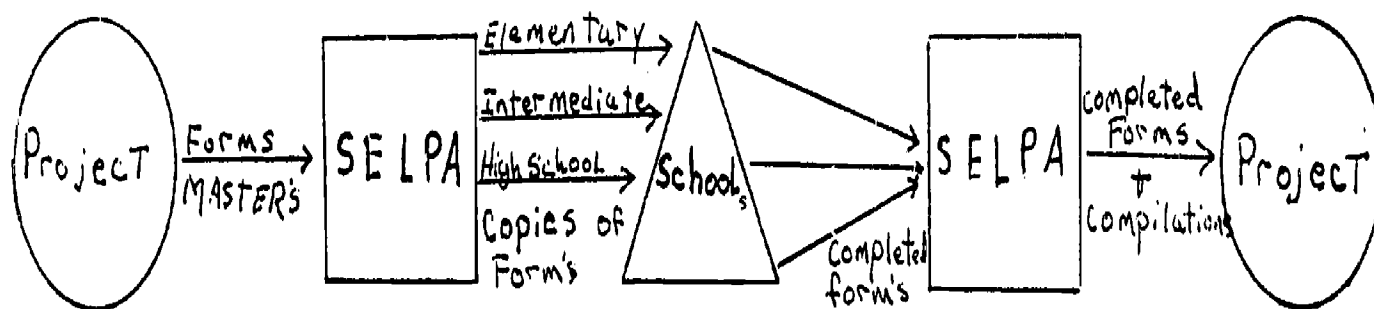 Project
Forms
MASTER'S
SELPA
Elementary
Intermediate
High School
Copies of
Form's
Schools
completed
form's
SELPA
completed
Forms
+
compilations
Project